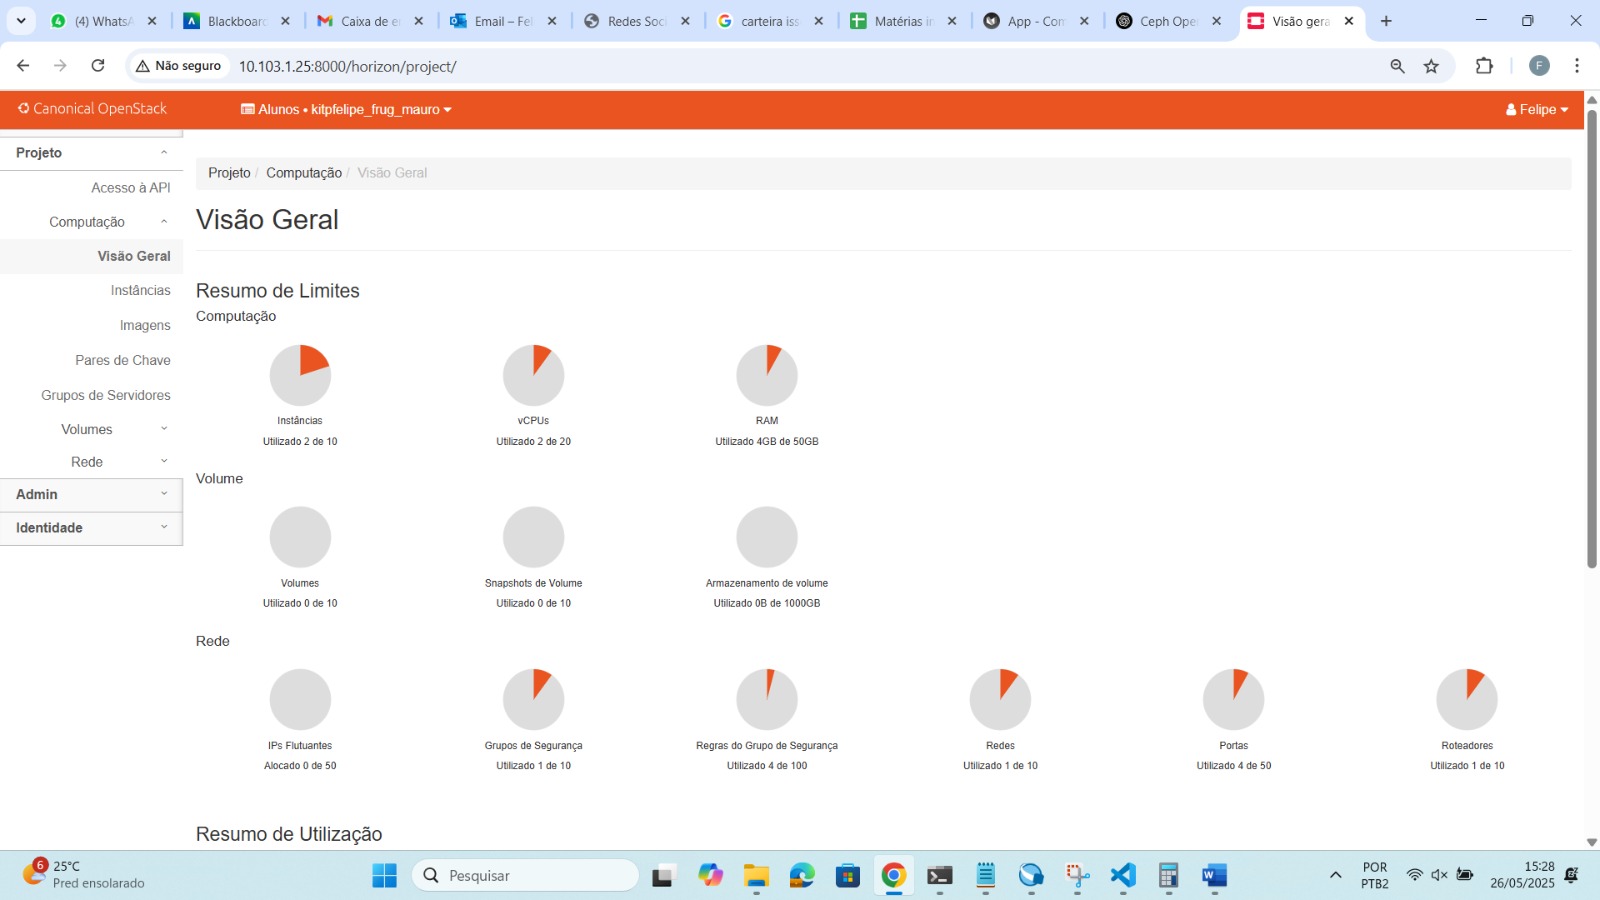 (4) WhatsA
Blackboard
Caixa de e
Email – Fel
Redes Soci
carteira iss
Matérias in
App - Con
Ceph Ope
Visão gera
Não seguro
10.103.1.25:8000/horizon/project/
F
Canonical OpenStack
Alunos • kitpfelipe_frug_mauro
Felipe
Projeto
Acesso à API
Computação
Visão Geral
Instâncias
Imagens
Pares de Chave
Grupos de Servidores
Volumes
Rede
Admin
Identidade
Projeto / Computação / Visão Geral
Visão Geral
Resumo de Limites
Computação
Instâncias
Utilizado 2 de 10
vCPUs
Utilizado 2 de 20
RAM
Utilizado 4GB de 50GB
Volume
Volumes
Utilizado 0 de 10
Snapshots de Volume
Utilizado 0 de 10
Armazenamento de volume
Utilizado 0B de 1000GB
Rede
IPs Flutuantes
Alocado 0 de 50
Grupos de Segurança
Utilizado 1 de 10
Regras do Grupo de Segurança
Utilizado 4 de 100
Redes
Utilizado 1 de 10
Portas
Utilizado 4 de 50
Roteadores
Utilizado 1 de 10
Resumo de Utilização
6
25°C
Pred ensolarado
Pesquisar
POR
PTB2
15:28
26/05/2025